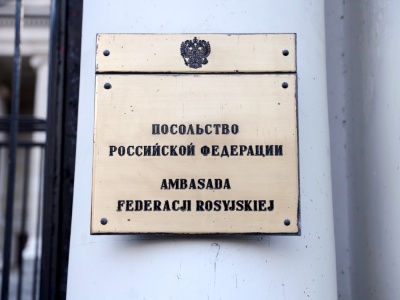 ПОСОЛЬСТВО
РОССИЙСКОЙ ФЕДЕРАЦИИ
AMBASADA
FEDERACJI ROSYJSKIEJ